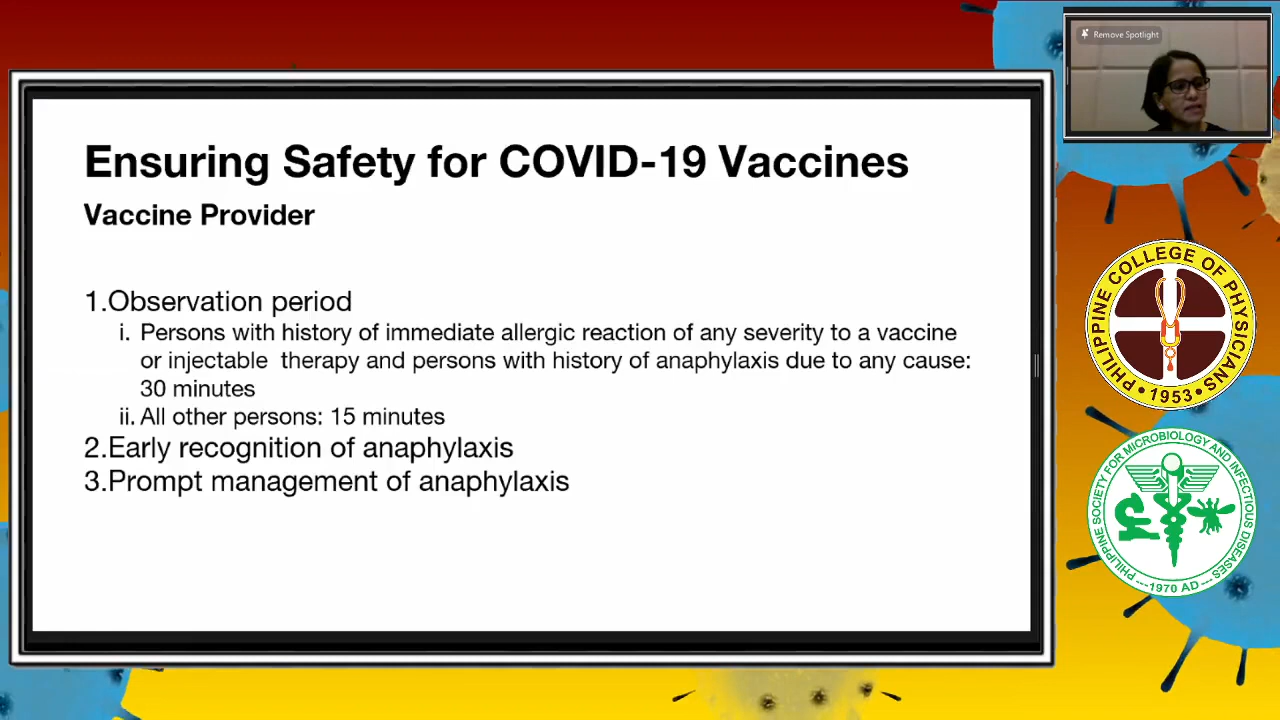 Remove Spotlight
Ensuring Safety for COVID-19 Vaccines
Vaccine Provider
1.Observation period
i. Persons with history of immediate allergic reaction of any severity to a vaccine
or injectable therapy and persons with history of anaphylaxis due to any cause:
30 minutes
ii. All other persons: 15 minutes
2.Early recognition of anaphylaxis
3.Prompt management of anaphylaxis
PHILIPPINE COLLEGE OF PHYSICIANS
• 1953 •
PHILIPPINE SOCIETY FOR MICROBIOLOGY AND INFECTIOUS DISEASES
---1970 AD---